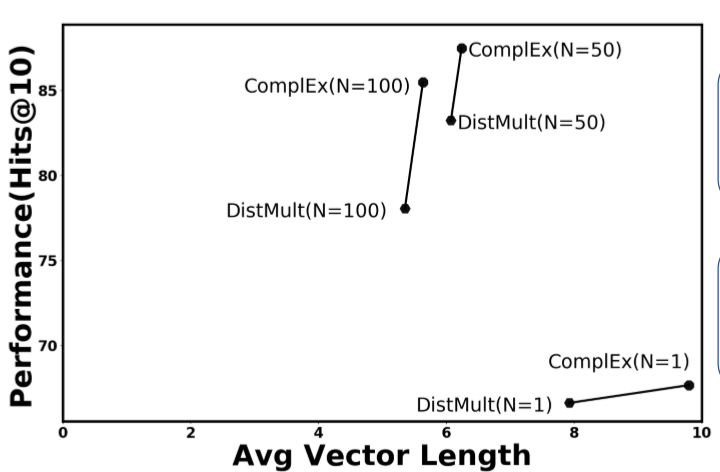 Performance(Hits@10)
85
80
75
70
ComplEx(N=50)
ComplEx(N=100)
DistMult(N=50)
DistMult(N=100)
ComplEx(N=1)
DistMult(N=1)
0 2 4 6 8 10
Avg Vector Length